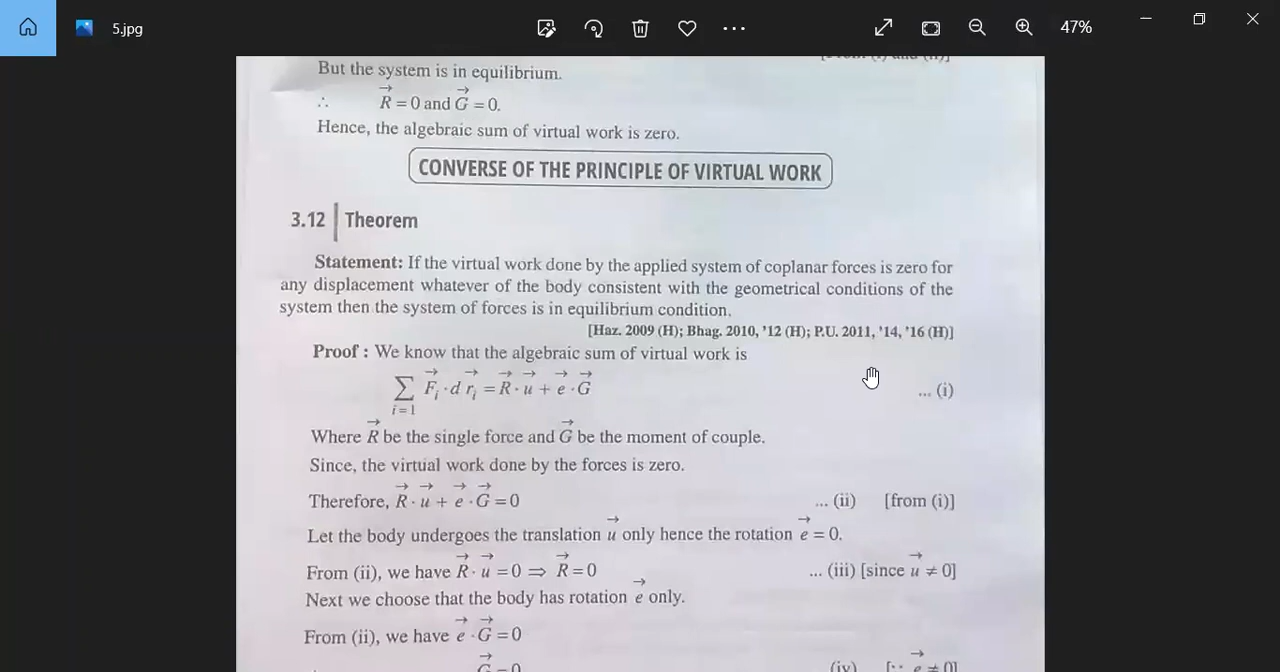 5.jpg
47%
But the system is in equilibrium.
∴ R⃗ = 0 and G⃗ = 0.
Hence, the algebraic sum of virtual work is zero.
CONVERSE OF THE PRINCIPLE OF VIRTUAL WORK
3.12 Theorem
Statement: If the virtual work done by the applied system of coplanar forces is zero for
any displacement whatever of the body consistent with the geometrical conditions of the
system then the system of forces is in equilibrium condition.
[Haz. 2009 (H); Bhag. 2010, '12 (H); P.U. 2011, '14, '16 (H)]
Proof : We know that the algebraic sum of virtual work is
∑ F⃗ᵢ · d r⃗ᵢ = R⃗ · u⃗ + e⃗ · G⃗ ... (i)
i = 1
Where R⃗ be the single force and G⃗ be the moment of couple.
Since, the virtual work done by the forces is zero.
Therefore, R⃗ · u⃗ + e⃗ · G⃗ = 0 ... (ii) [from (i)]
Let the body undergoes the translation u⃗ only hence the rotation e⃗ = 0.
From (ii), we have R⃗ · u⃗ = 0 ⇒ R⃗ = 0 ... (iii) [since u⃗ ≠ 0]
Next we choose that the body has rotation e⃗ only.
From (ii), we have e⃗ · G⃗ = 0
G⃗ = 0 (iv) [∵ e⃗ ≠ 0]